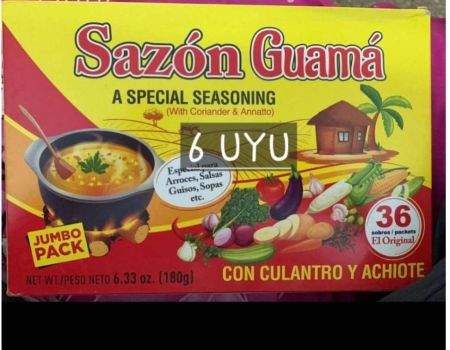 Sazón Guamá
A SPECIAL SEASONING
(With Coriander & Annatto)
6 UYU
Especial para
Arroces, Salsas
Guisos, Sopas
etc.
JUMBO
PACK
36
sobres / packets
El Original
NET WT./PESO NETO 6.33 oz. (180g)
CON CULANTRO Y ACHIOTE